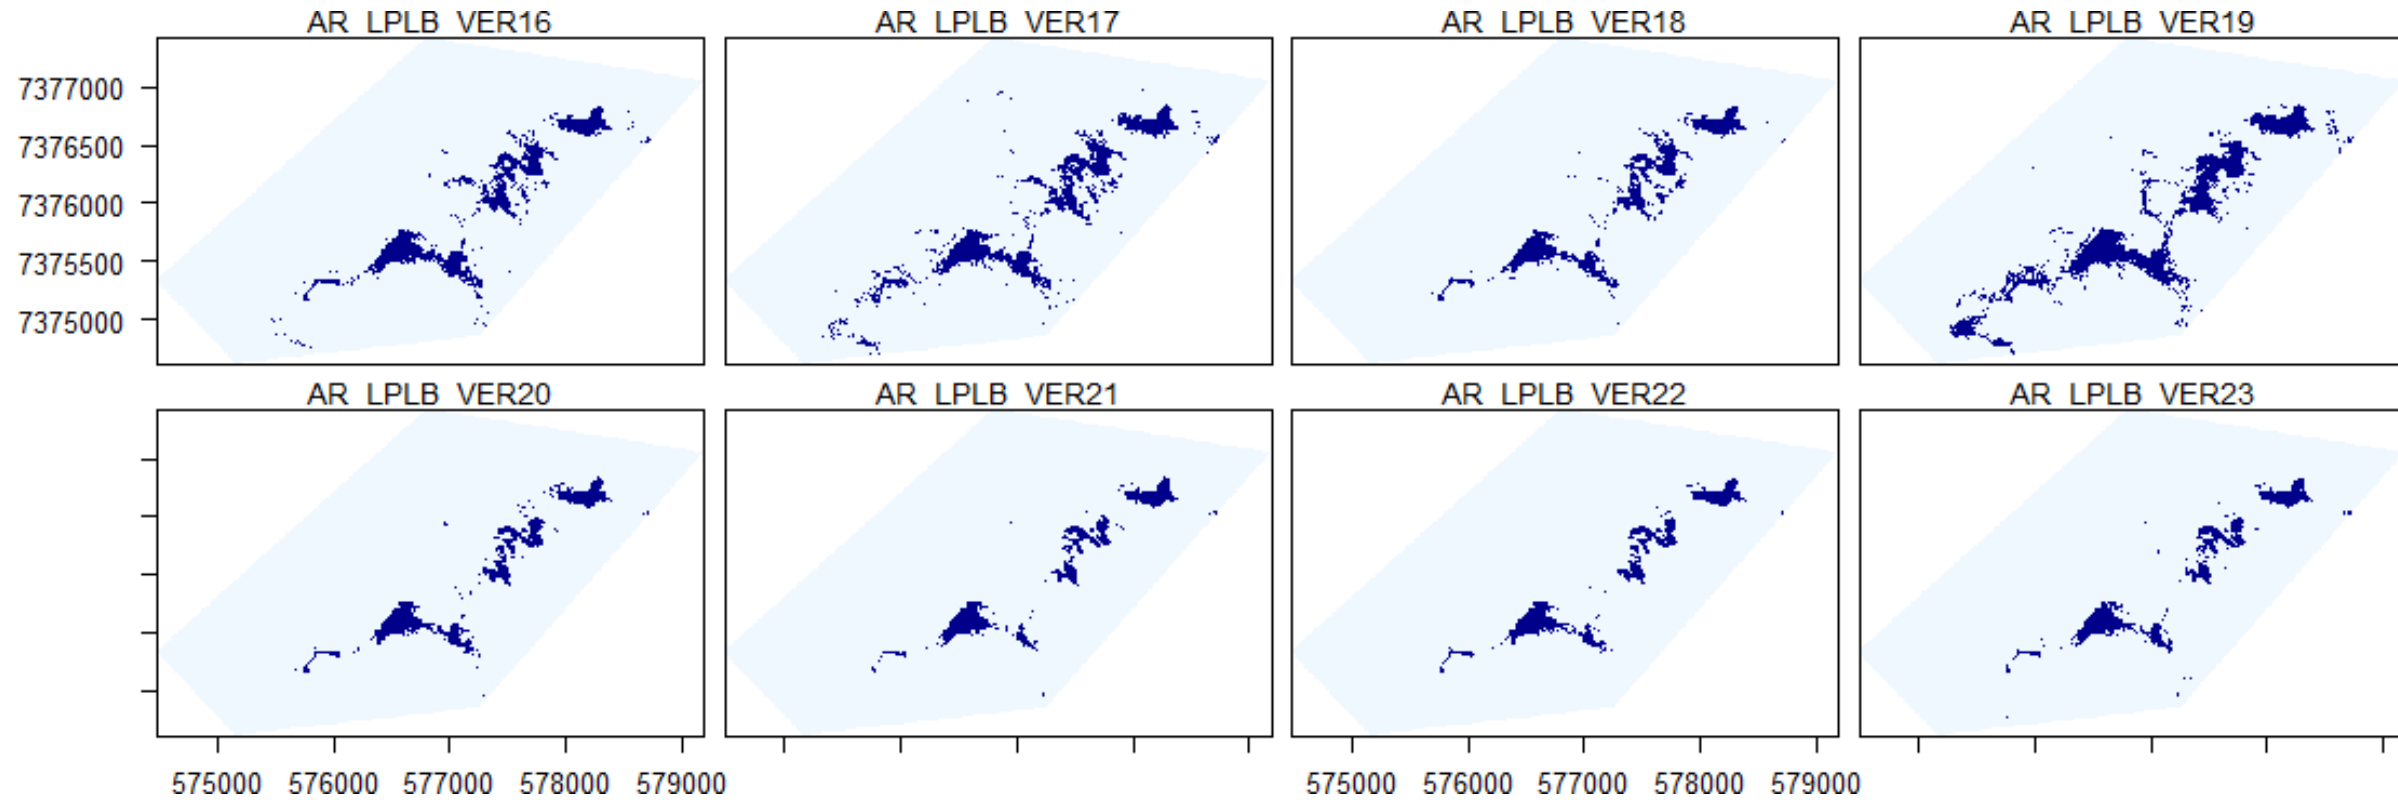 AR LPLB VER16 AR LPLB VER17 AR LPLB VER18 AR LPLB VER19
7377000
7376500
7376000
7375500
7375000
AR LPLB VER20 AR LPLB VER21 AR LPLB VER22 AR LPLB VER23
575000 576000 577000 578000 579000 575000 576000 577000 578000 579000